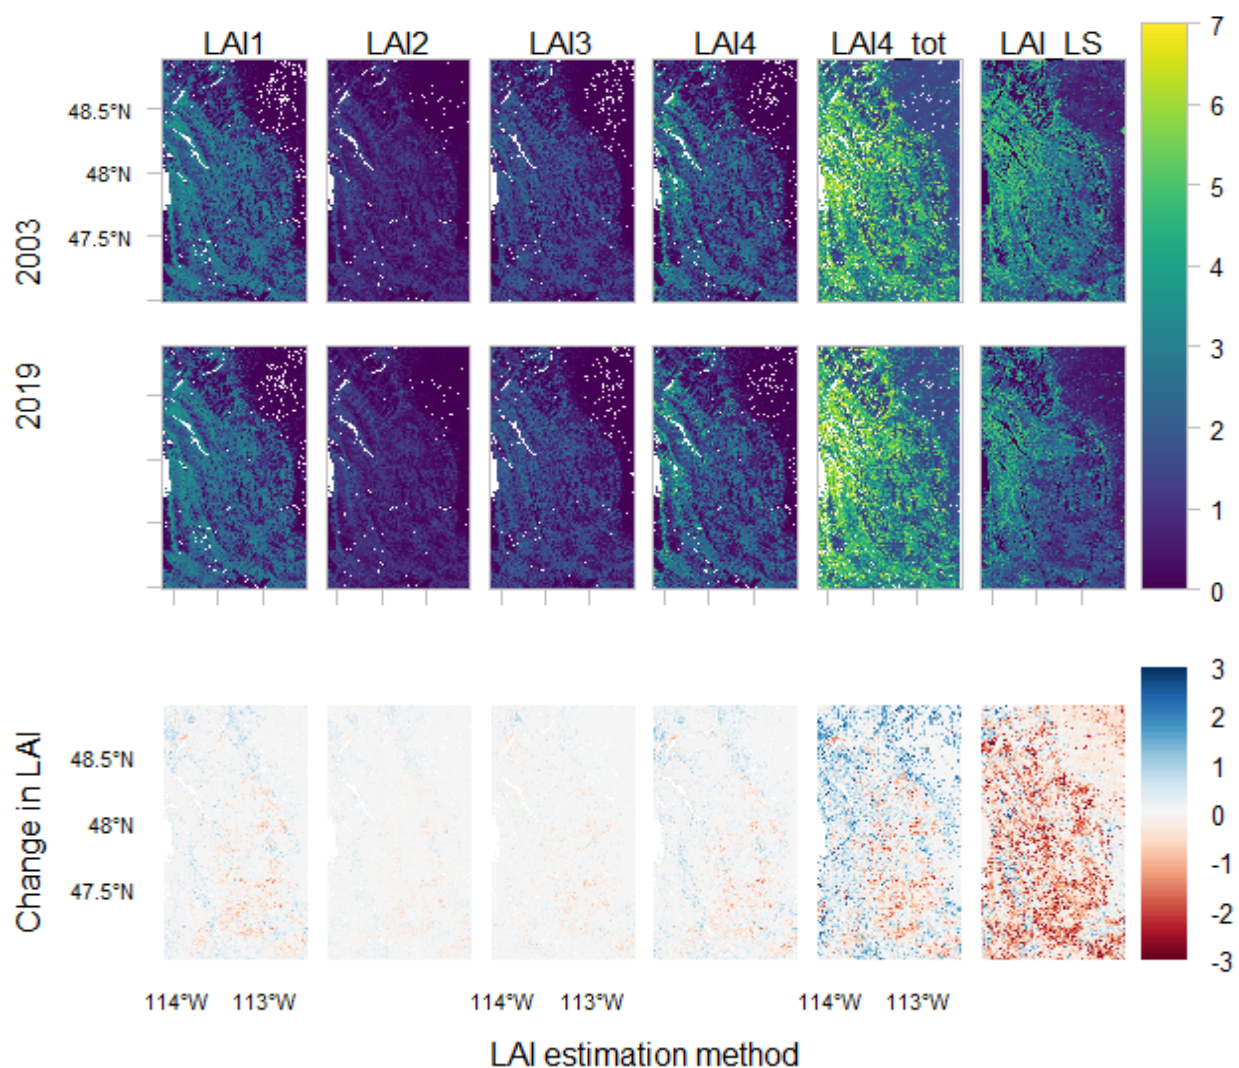 LAI1 LAI2 LAI3 LAI4 LAI4_tot LAI_LS
2003
48.5°N
48°N
47.5°N
7
6
5
4
3
2
1
0
2019
Change in LAI
48.5°N
48°N
47.5°N
3
2
1
0
-1
-2
-3
114°W 113°W 114°W 113°W 114°W 113°W
LAI estimation method